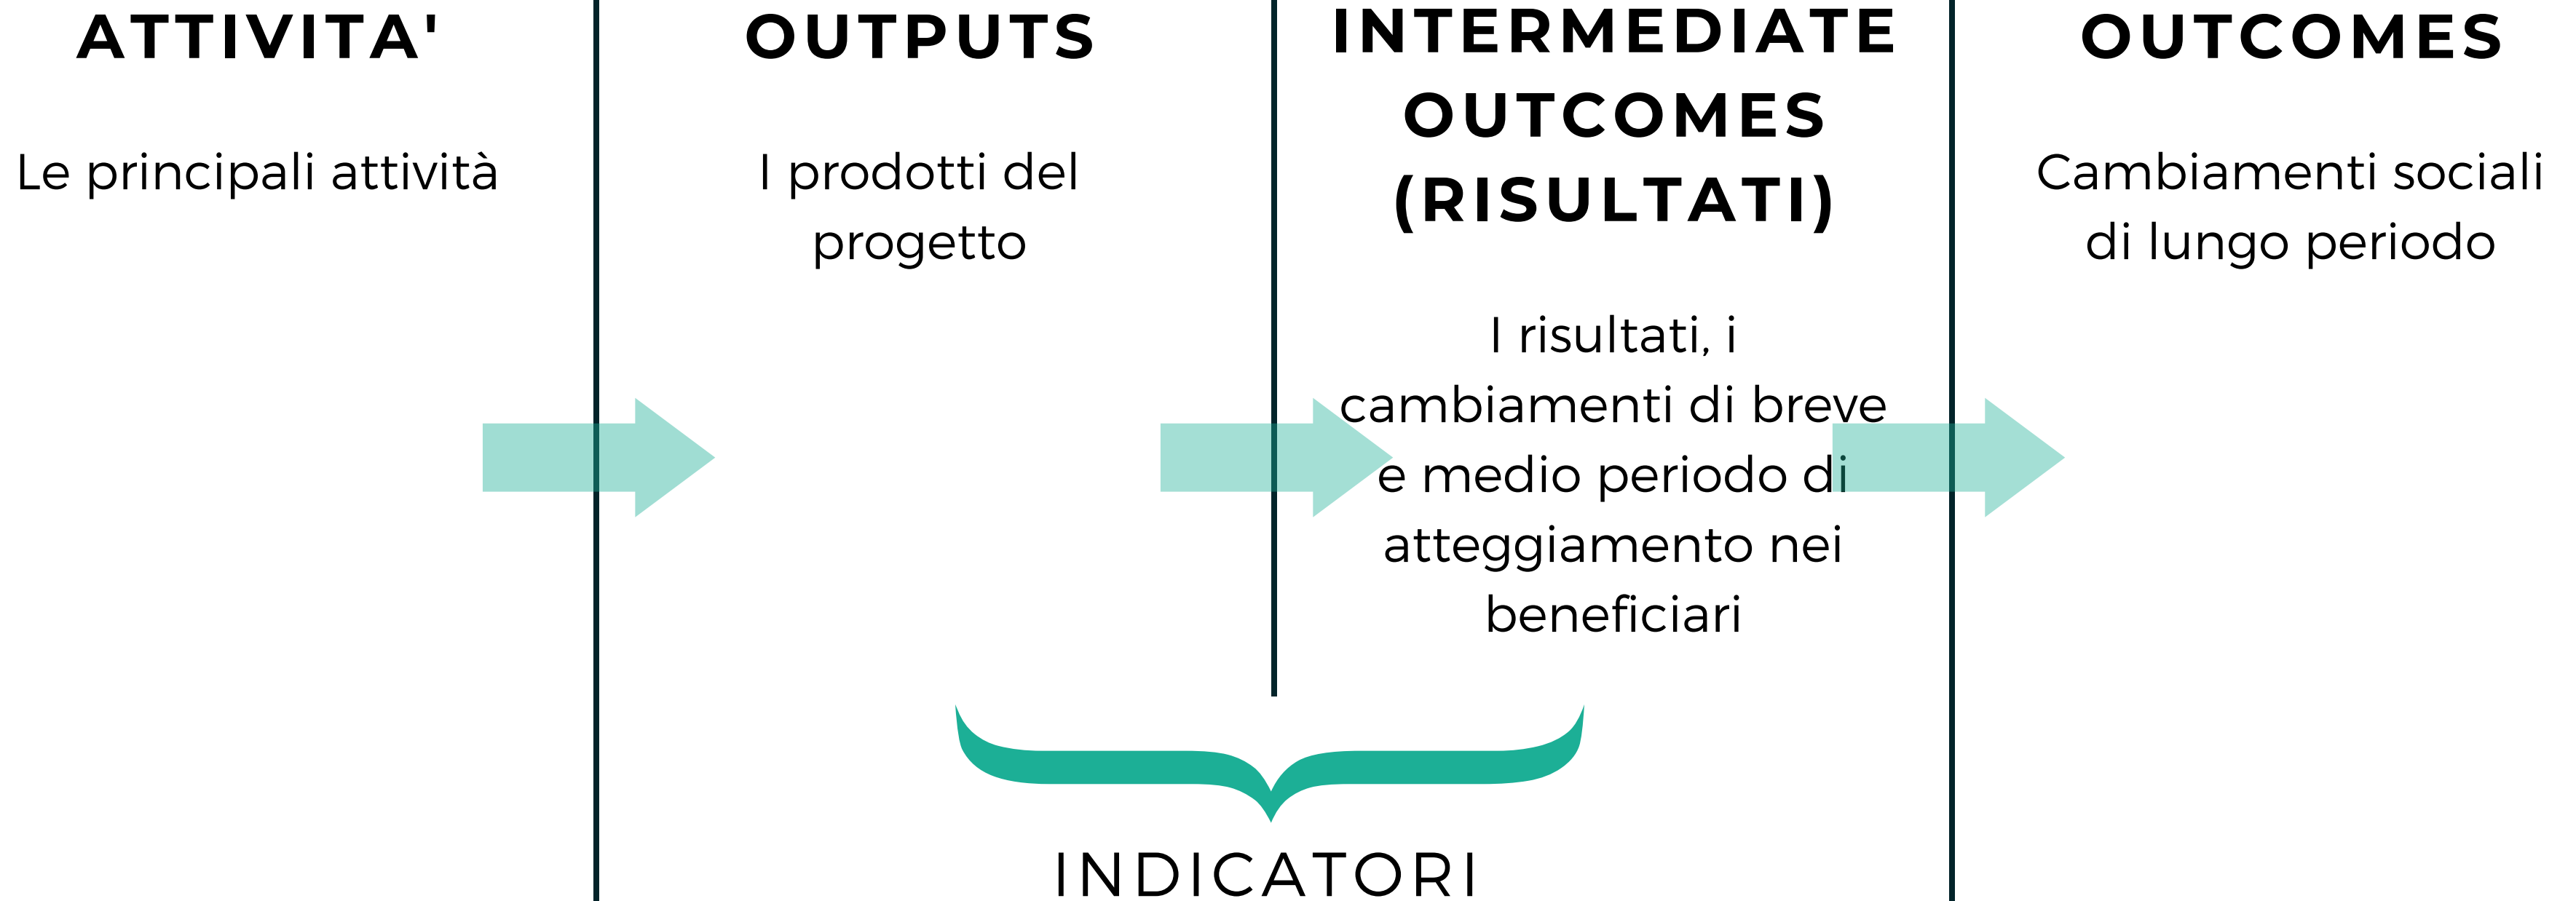 ATTIVITA'
Le principali attività
OUTPUTS
I prodotti del
progetto
INTERMEDIATE
OUTCOMES
(RISULTATI)
I risultati, i
cambiamenti di breve
e medio periodo di
atteggiamento nei
beneficiari
OUTCOMES
Cambiamenti sociali
di lungo periodo
INDICATORI